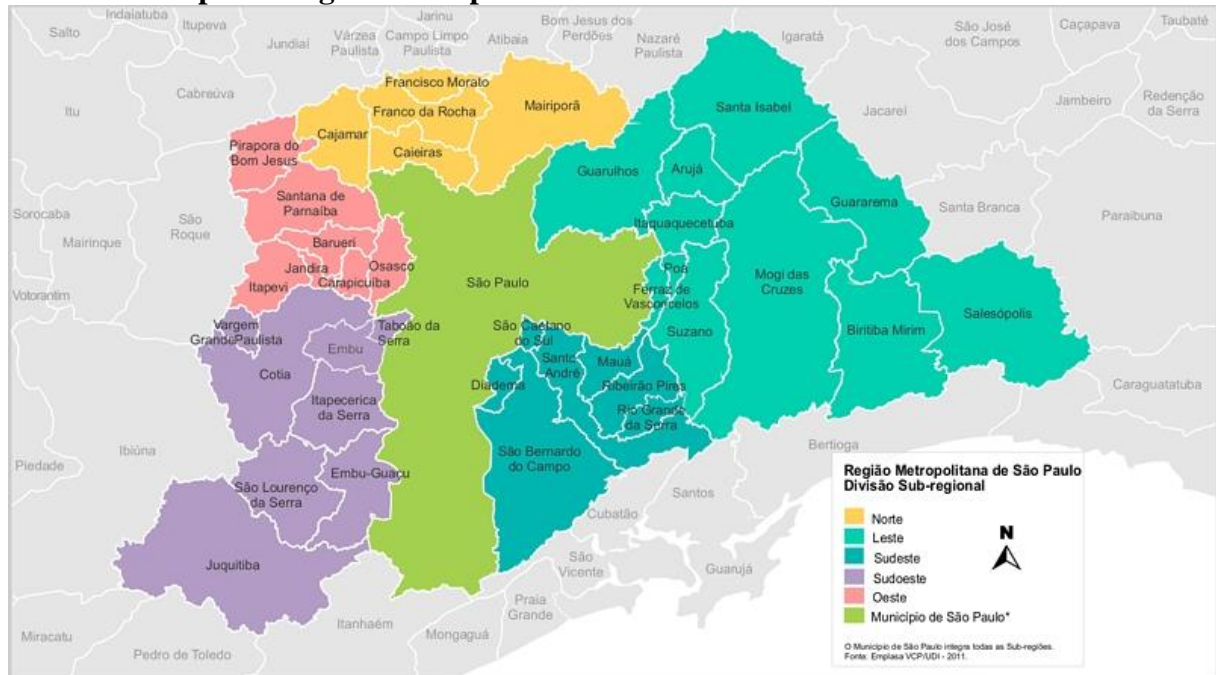 Indaiatuba
Itupeva
Jarinu
Bom Jesus dos
Perdões
Taubaté
Salto
Jundiaí
Várzea
Paulista
Campo Limpo
Paulista
Atibaia
Nazaré
Paulista
Igaratá
São José
dos Campos
Caçapava
Itu
Cabreúva
Francisco Morato
Franco da Rocha
Mairiporã
Santa Isabel
Jacareí
Jambeiro
Redenção
da Serra
Cajamar
Caieiras
Pirapora do
Bom Jesus
Guarulhos
Arujá
Santana de
Parnaíba
Guararema
Santa Branca
Paraibuna
Sorocaba
Mairinque
São
Roque
Itaquaquecetuba
Barueri
Jandira
Osasco
Carapicuíba
Itapevi
São Paulo
Poá
Ferraz de
Vasconcelos
Mogi das
Cruzes
Votorantim
Salesópolis
Vargem
Grande Paulista
Taboão da
Serra
São Caetano
do Sul
Suzano
Biritiba Mirim
Embu
Cotia
Santo
André
Mauá
Diadema
Ribeirão Pires
Itapecerica
da Serra
Rio Grande
da Serra
Caraguatatuba
Piedade
Ibiúna
Embu-Guaçu
São Bernardo
do Campo
Bertioga
São Lourenço
da Serra
Santos
Cubatão
Juquitiba
São
Vicente
Guarujá
Praia
Grande
Itanhaém
Mongaguá
Miracatu
Pedro de Toledo
Região Metropolitana de São Paulo
Divisão Sub-regional
Norte
Leste
Sudeste
Sudoeste
Oeste
Município de São Paulo*
N
O Município de São Paulo integra todas as Sub-regiões.
Fonte: Emplasa VCP/UDI - 2011.